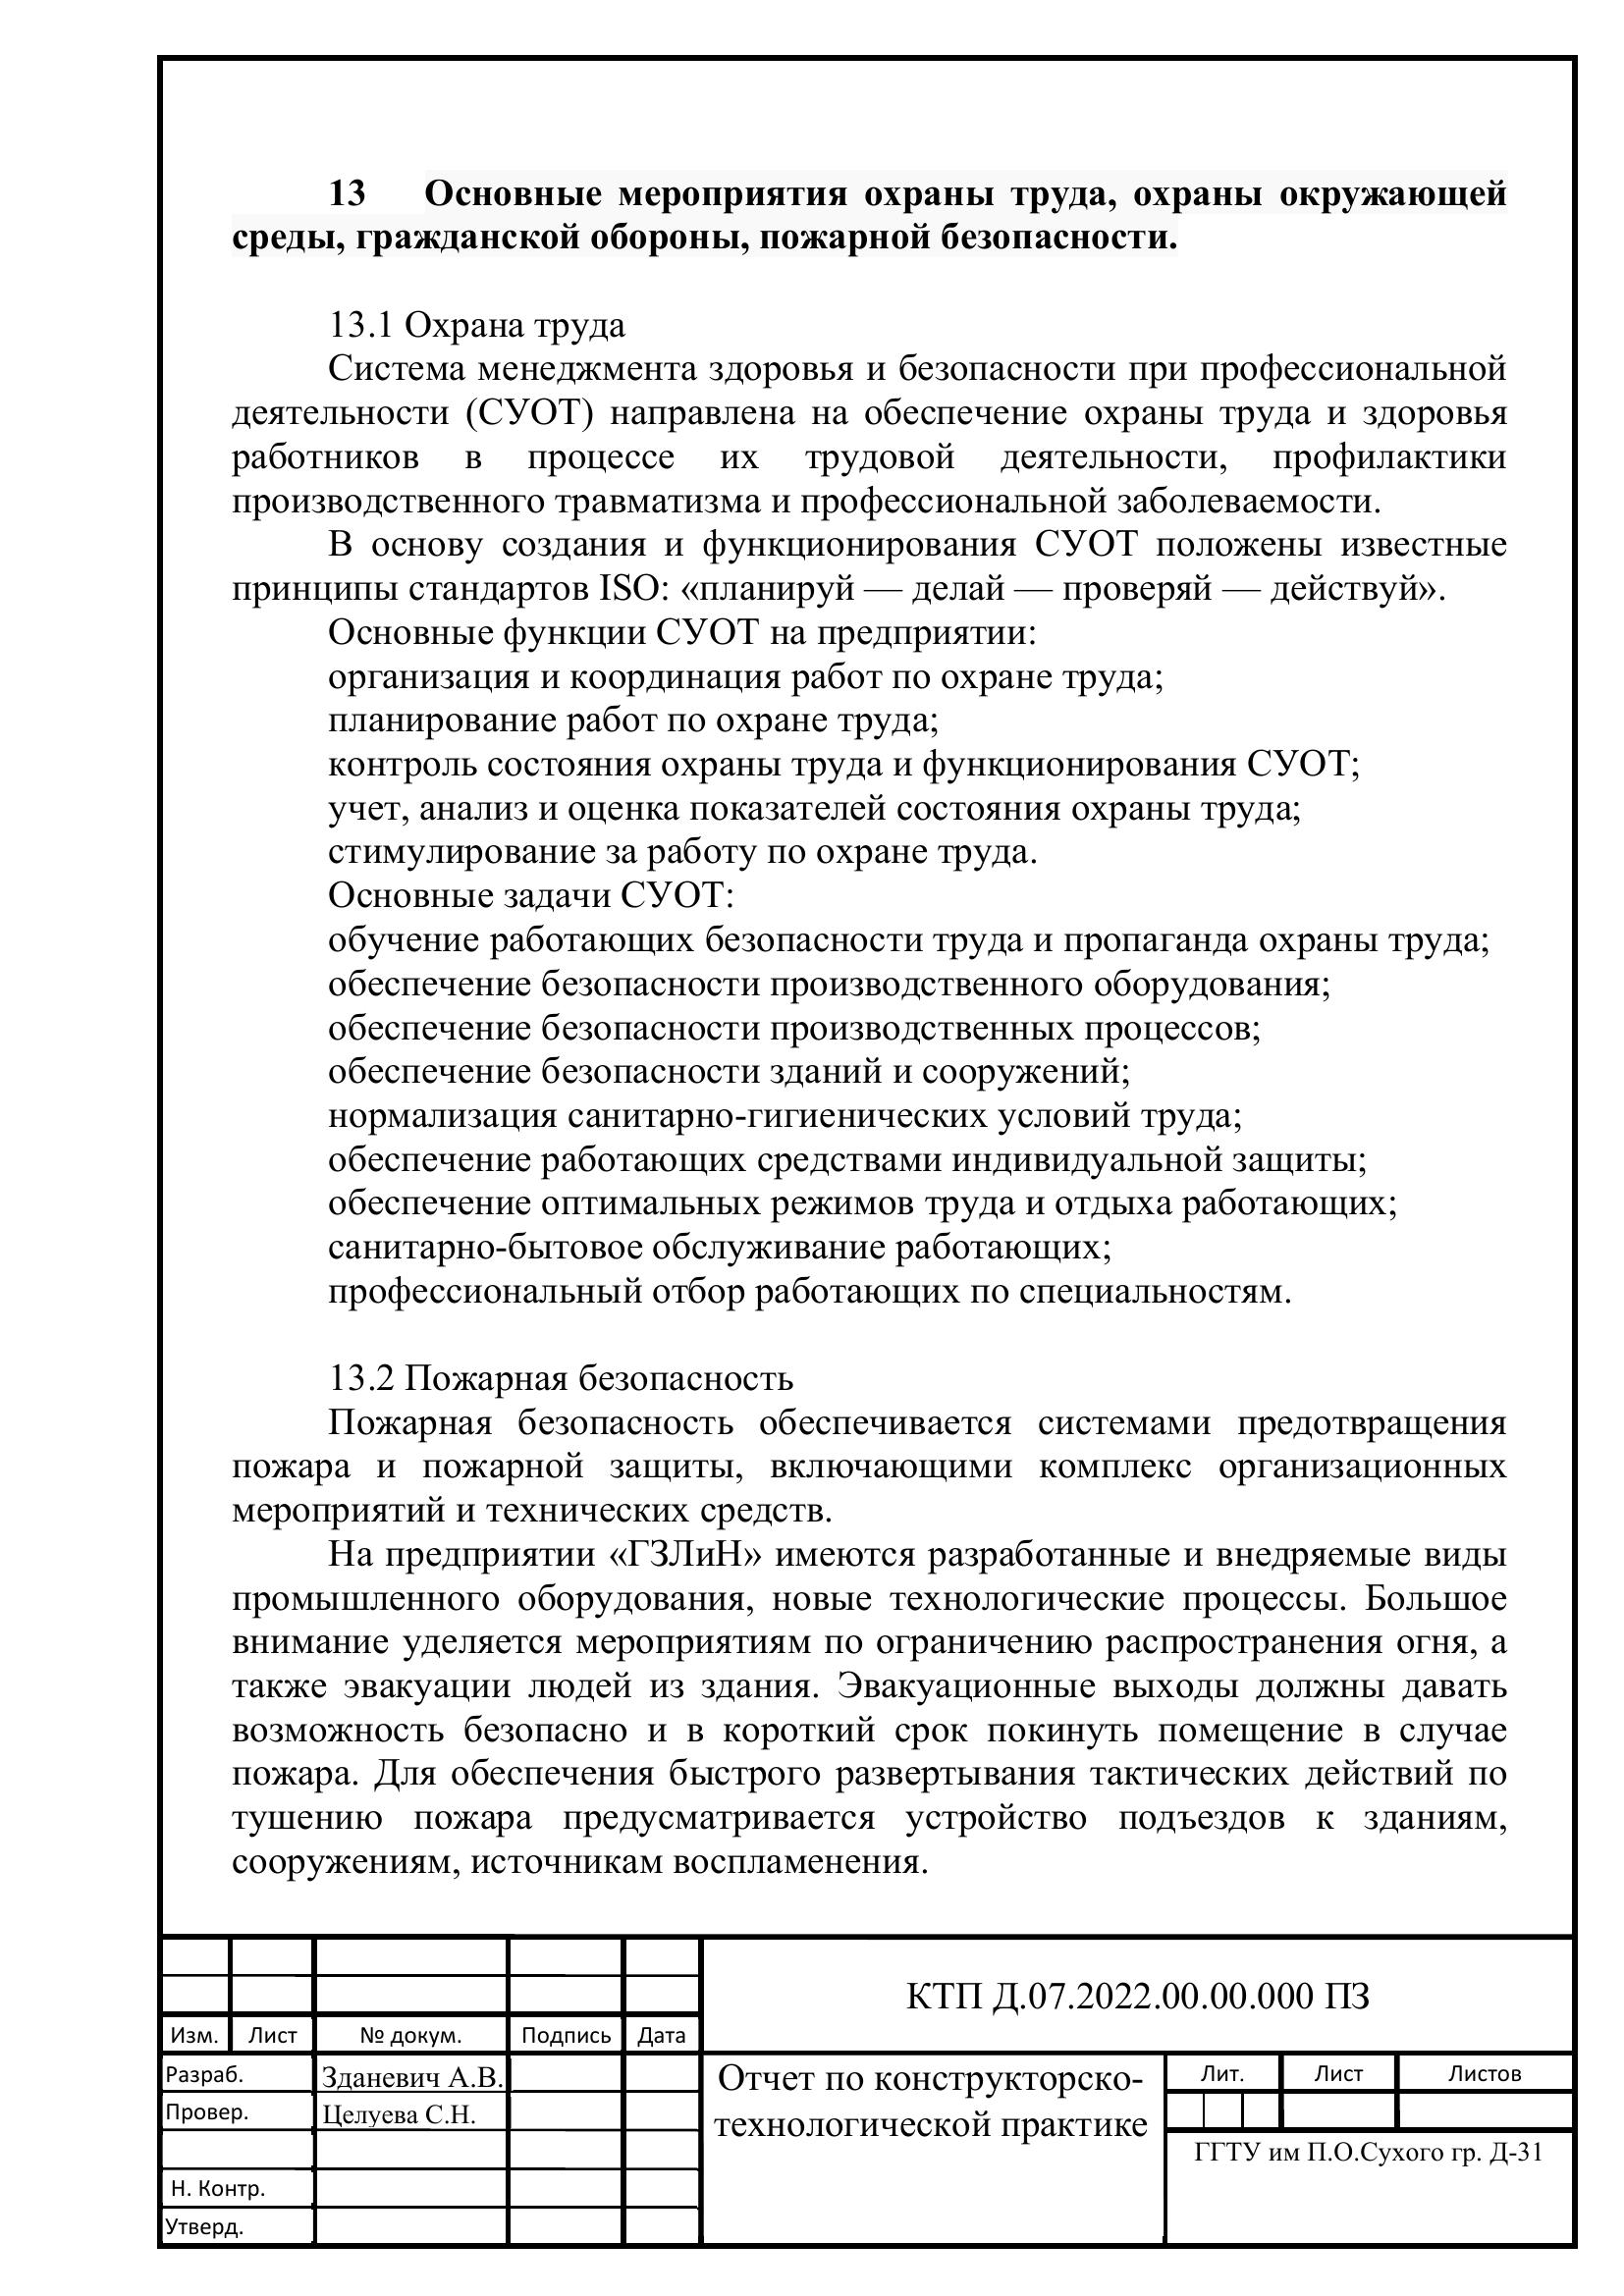 13 Основные мероприятия охраны труда, охраны окружающей
среды, гражданской обороны, пожарной безопасности.
13.1 Охрана труда
Система менеджмента здоровья и безопасности при профессиональной
деятельности (СУОТ) направлена на обеспечение охраны труда и здоровья
работников в процессе их трудовой деятельности, профилактики
производственного травматизма и профессиональной заболеваемости.
В основу создания и функционирования СУОТ положены известные
принципы стандартов ISO: «планируй — делай — проверяй — действуй».
Основные функции СУОТ на предприятии:
организация и координация работ по охране труда;
планирование работ по охране труда;
контроль состояния охраны труда и функционирования СУОТ;
учет, анализ и оценка показателей состояния охраны труда;
стимулирование за работу по охране труда.
Основные задачи СУОТ:
обучение работающих безопасности труда и пропаганда охраны труда;
обеспечение безопасности производственного оборудования;
обеспечение безопасности производственных процессов;
обеспечение безопасности зданий и сооружений;
нормализация санитарно-гигиенических условий труда;
обеспечение работающих средствами индивидуальной защиты;
обеспечение оптимальных режимов труда и отдыха работающих;
санитарно-бытовое обслуживание работающих;
профессиональный отбор работающих по специальностям.
13.2 Пожарная безопасность
Пожарная безопасность обеспечивается системами предотвращения
пожара и пожарной защиты, включающими комплекс организационных
мероприятий и технических средств.
На предприятии «ГЗЛиН» имеются разработанные и внедряемые виды
промышленного оборудования, новые технологические процессы. Большое
внимание уделяется мероприятиям по ограничению распространения огня, а
также эвакуации людей из здания. Эвакуационные выходы должны давать
возможность безопасно и в короткий срок покинуть помещение в случае
пожара. Для обеспечения быстрого развертывания тактических действий по
тушению пожара предусматривается устройство подъездов к зданиям,
сооружениям, источникам воспламенения.
КТП Д.07.2022.00.00.000 ПЗ
Изм. Лист № докум. Подпись Дата
Разраб. Зданевич А.В.
Провер. Целуева С.Н.
Н. Контр.
Утверд.
Отчет по конструкторско-
технологической практике
Лит. Лист Листов
ГГТУ им П.О.Сухого гр. Д-31